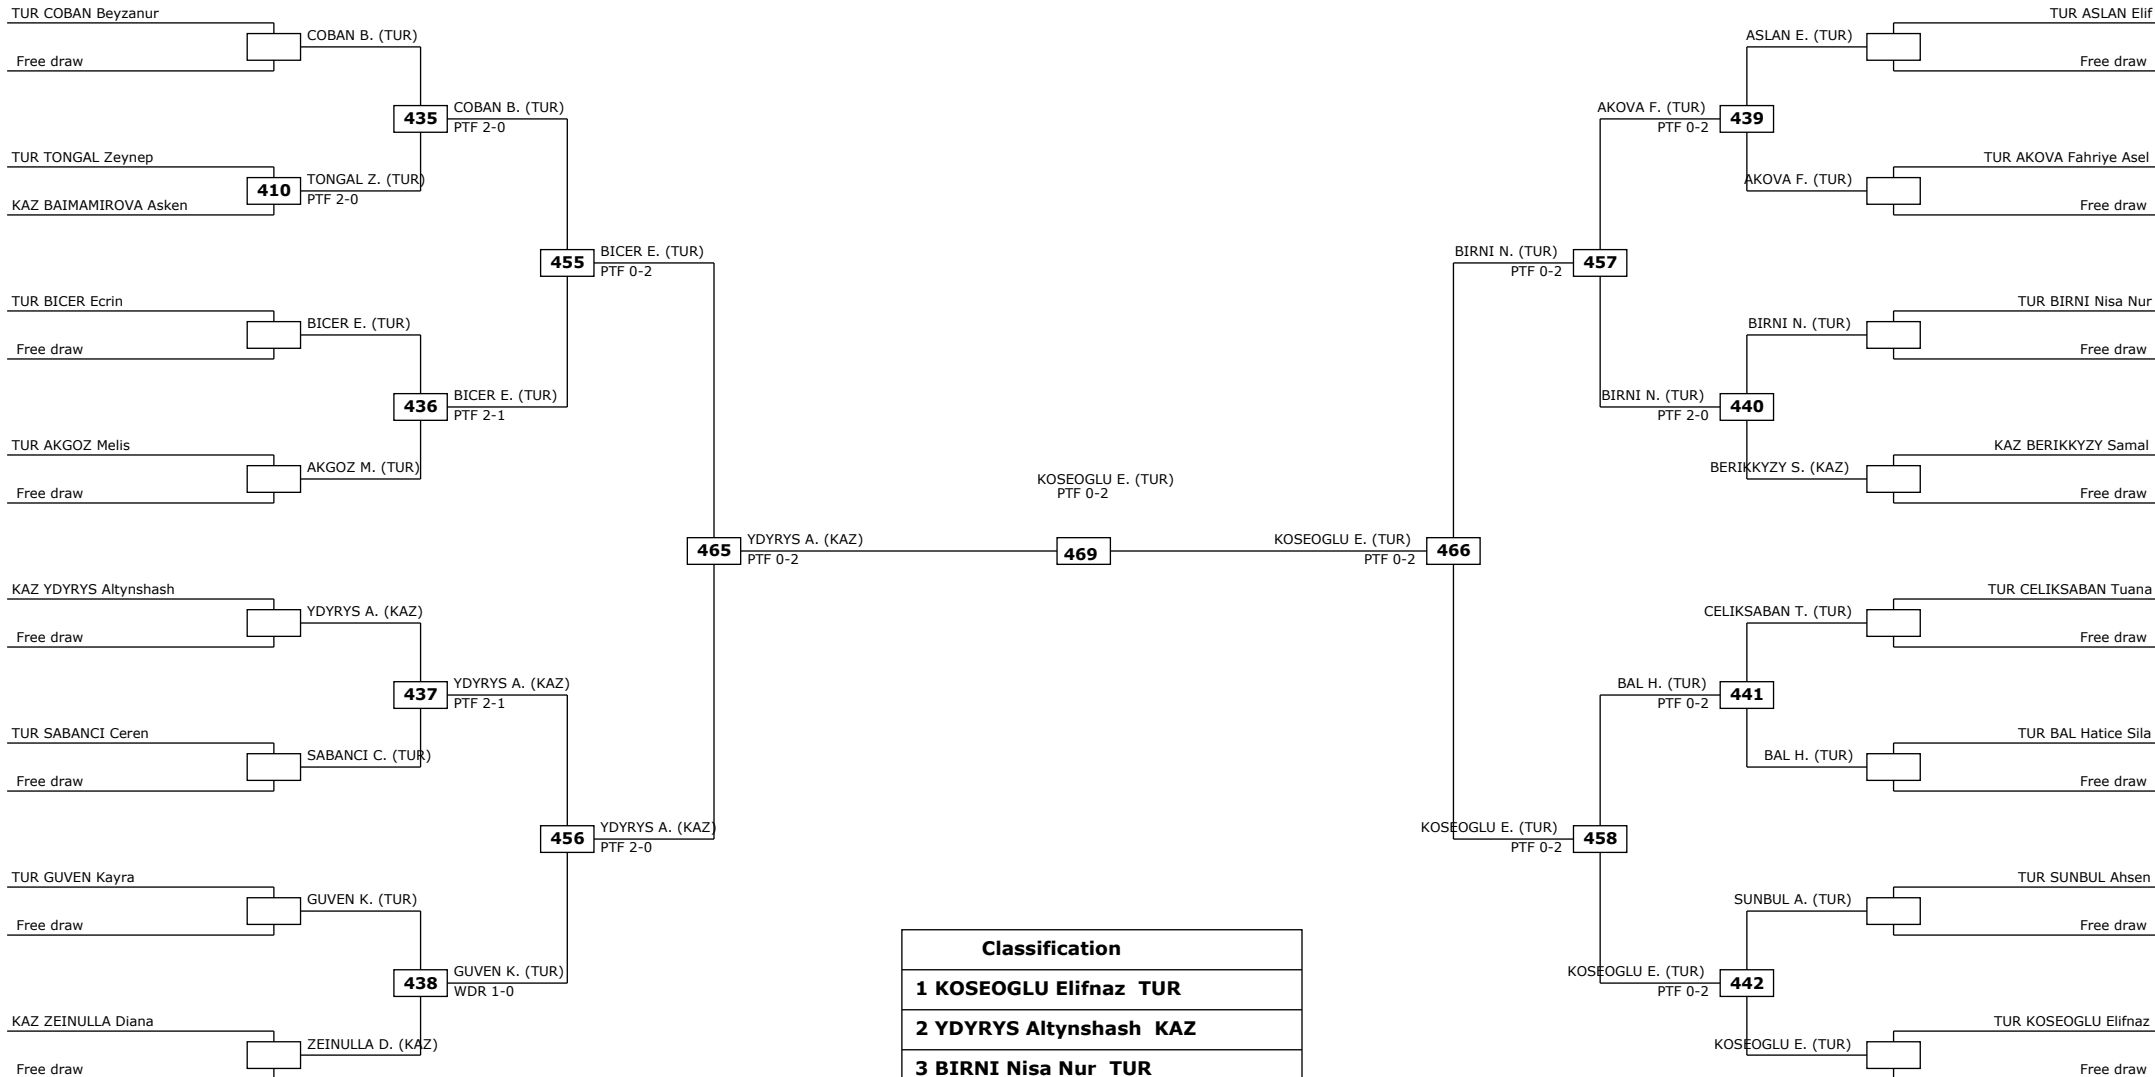 TUR COBAN Beyzanur
Free draw
COBAN B. (TUR)
435
COBAN B. (TUR)
PTF 2-0
TUR TONGAL Zeynep
410
TONGAL Z. (TUR)
PTF 2-0
KAZ BAIMAMIROVA Asken
455
BICER E. (TUR)
PTF 0-2
TUR BICER Ecrin
Free draw
BICER E. (TUR)
436
BICER E. (TUR)
PTF 2-1
TUR AKGOZ Melis
Free draw
AKGOZ M. (TUR)
465
YDYRYS A. (KAZ)
PTF 0-2
KAZ YDYRYS Altynshash
Free draw
YDYRYS A. (KAZ)
437
YDYRYS A. (KAZ)
PTF 2-1
TUR SABANCI Ceren
Free draw
SABANCI C. (TUR)
456
YDYRYS A. (KAZ)
PTF 2-0
TUR GUVEN Kayra
Free draw
GUVEN K. (TUR)
438
GUVEN K. (TUR)
WDR 1-0
KAZ ZEINULLA Diana
Free draw
ZEINULLA D. (KAZ)
KOSEOGLU E. (TUR)
PTF 0-2
469
Classification
1 KOSEOGLU Elifnaz TUR
2 YDYRYS Altynshash KAZ
3 BIRNI Nisa Nur TUR
TUR ASLAN Elif
Free draw
ASLAN E. (TUR)
AKOVA F. (TUR)
PTF 0-2
439
TUR AKOVA Fahriye Asel
Free draw
AKOVA F. (TUR)
BIRNI N. (TUR)
PTF 0-2
457
TUR BIRNI Nisa Nur
Free draw
BIRNI N. (TUR)
BIRNI N. (TUR)
PTF 2-0
440
KAZ BERIKKYZY Samal
Free draw
BERIKKYZY S. (KAZ)
KOSEOGLU E. (TUR)
PTF 0-2
466
TUR CELIKSABAN Tuana
Free draw
CELIKSABAN T. (TUR)
BAL H. (TUR)
PTF 0-2
441
TUR BAL Hatice Sila
Free draw
BAL H. (TUR)
KOSEOGLU E. (TUR)
PTF 0-2
458
TUR SUNBUL Ahsen
Free draw
SUNBUL A. (TUR)
KOSEOGLU E. (TUR)
PTF 0-2
442
TUR KOSEOGLU Elifnaz
Free draw
KOSEOGLU E. (TUR)